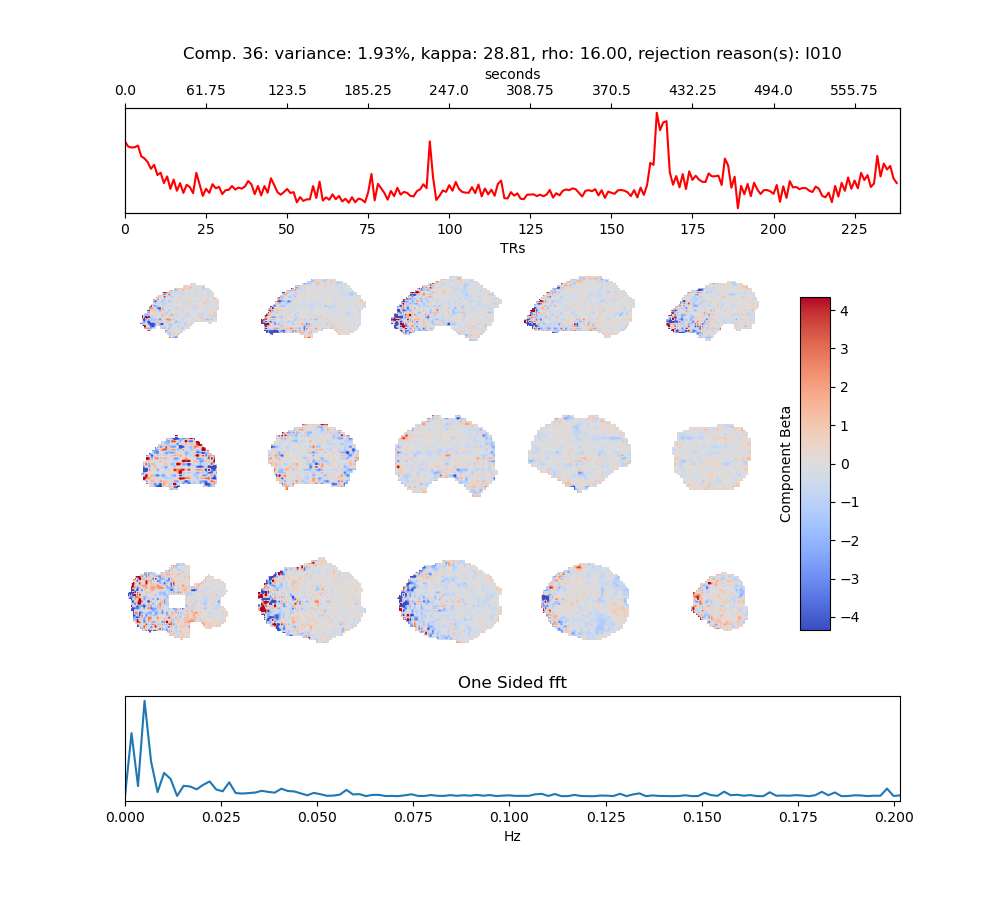 Comp. 36: variance: 1.93%, kappa: 28.81, rho: 16.00, rejection reason(s): I010
seconds
0.0 61.75 123.5 185.25 247.0 308.75 370.5 432.25 494.0 555.75
0 25 50 75 100 125 150 175 200 225
TRs
4
3
2
1
0
−1
−2
−3
−4
Component Beta
One Sided fft
0.000 0.025 0.050 0.075 0.100 0.125 0.150 0.175 0.200
Hz